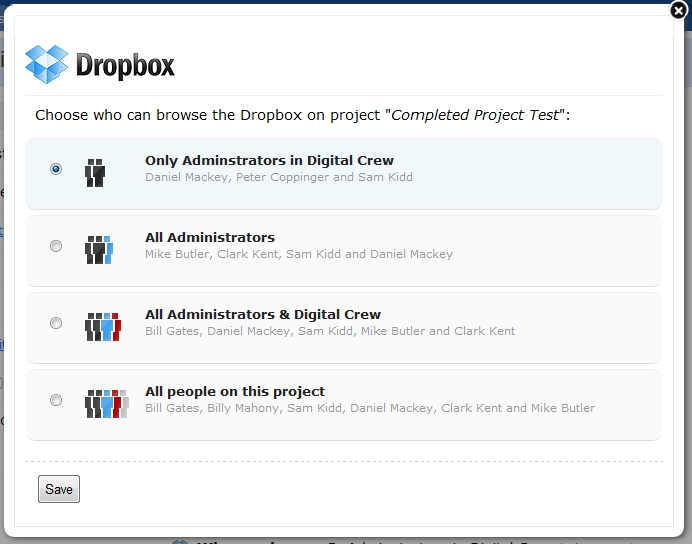 Dropbox
Choose who can browse the Dropbox on project "Completed Project Test":
Only Adminstrators in Digital Crew
Daniel Mackey, Peter Coppinger and Sam Kidd
All Administrators
Mike Butler, Clark Kent, Sam Kidd and Daniel Mackey
All Administrators & Digital Crew
Bill Gates, Daniel Mackey, Sam Kidd, Mike Butler and Clark Kent
All people on this project
Bill Gates, Billy Mahony, Sam Kidd, Daniel Mackey, Clark Kent and Mike Butler
Save